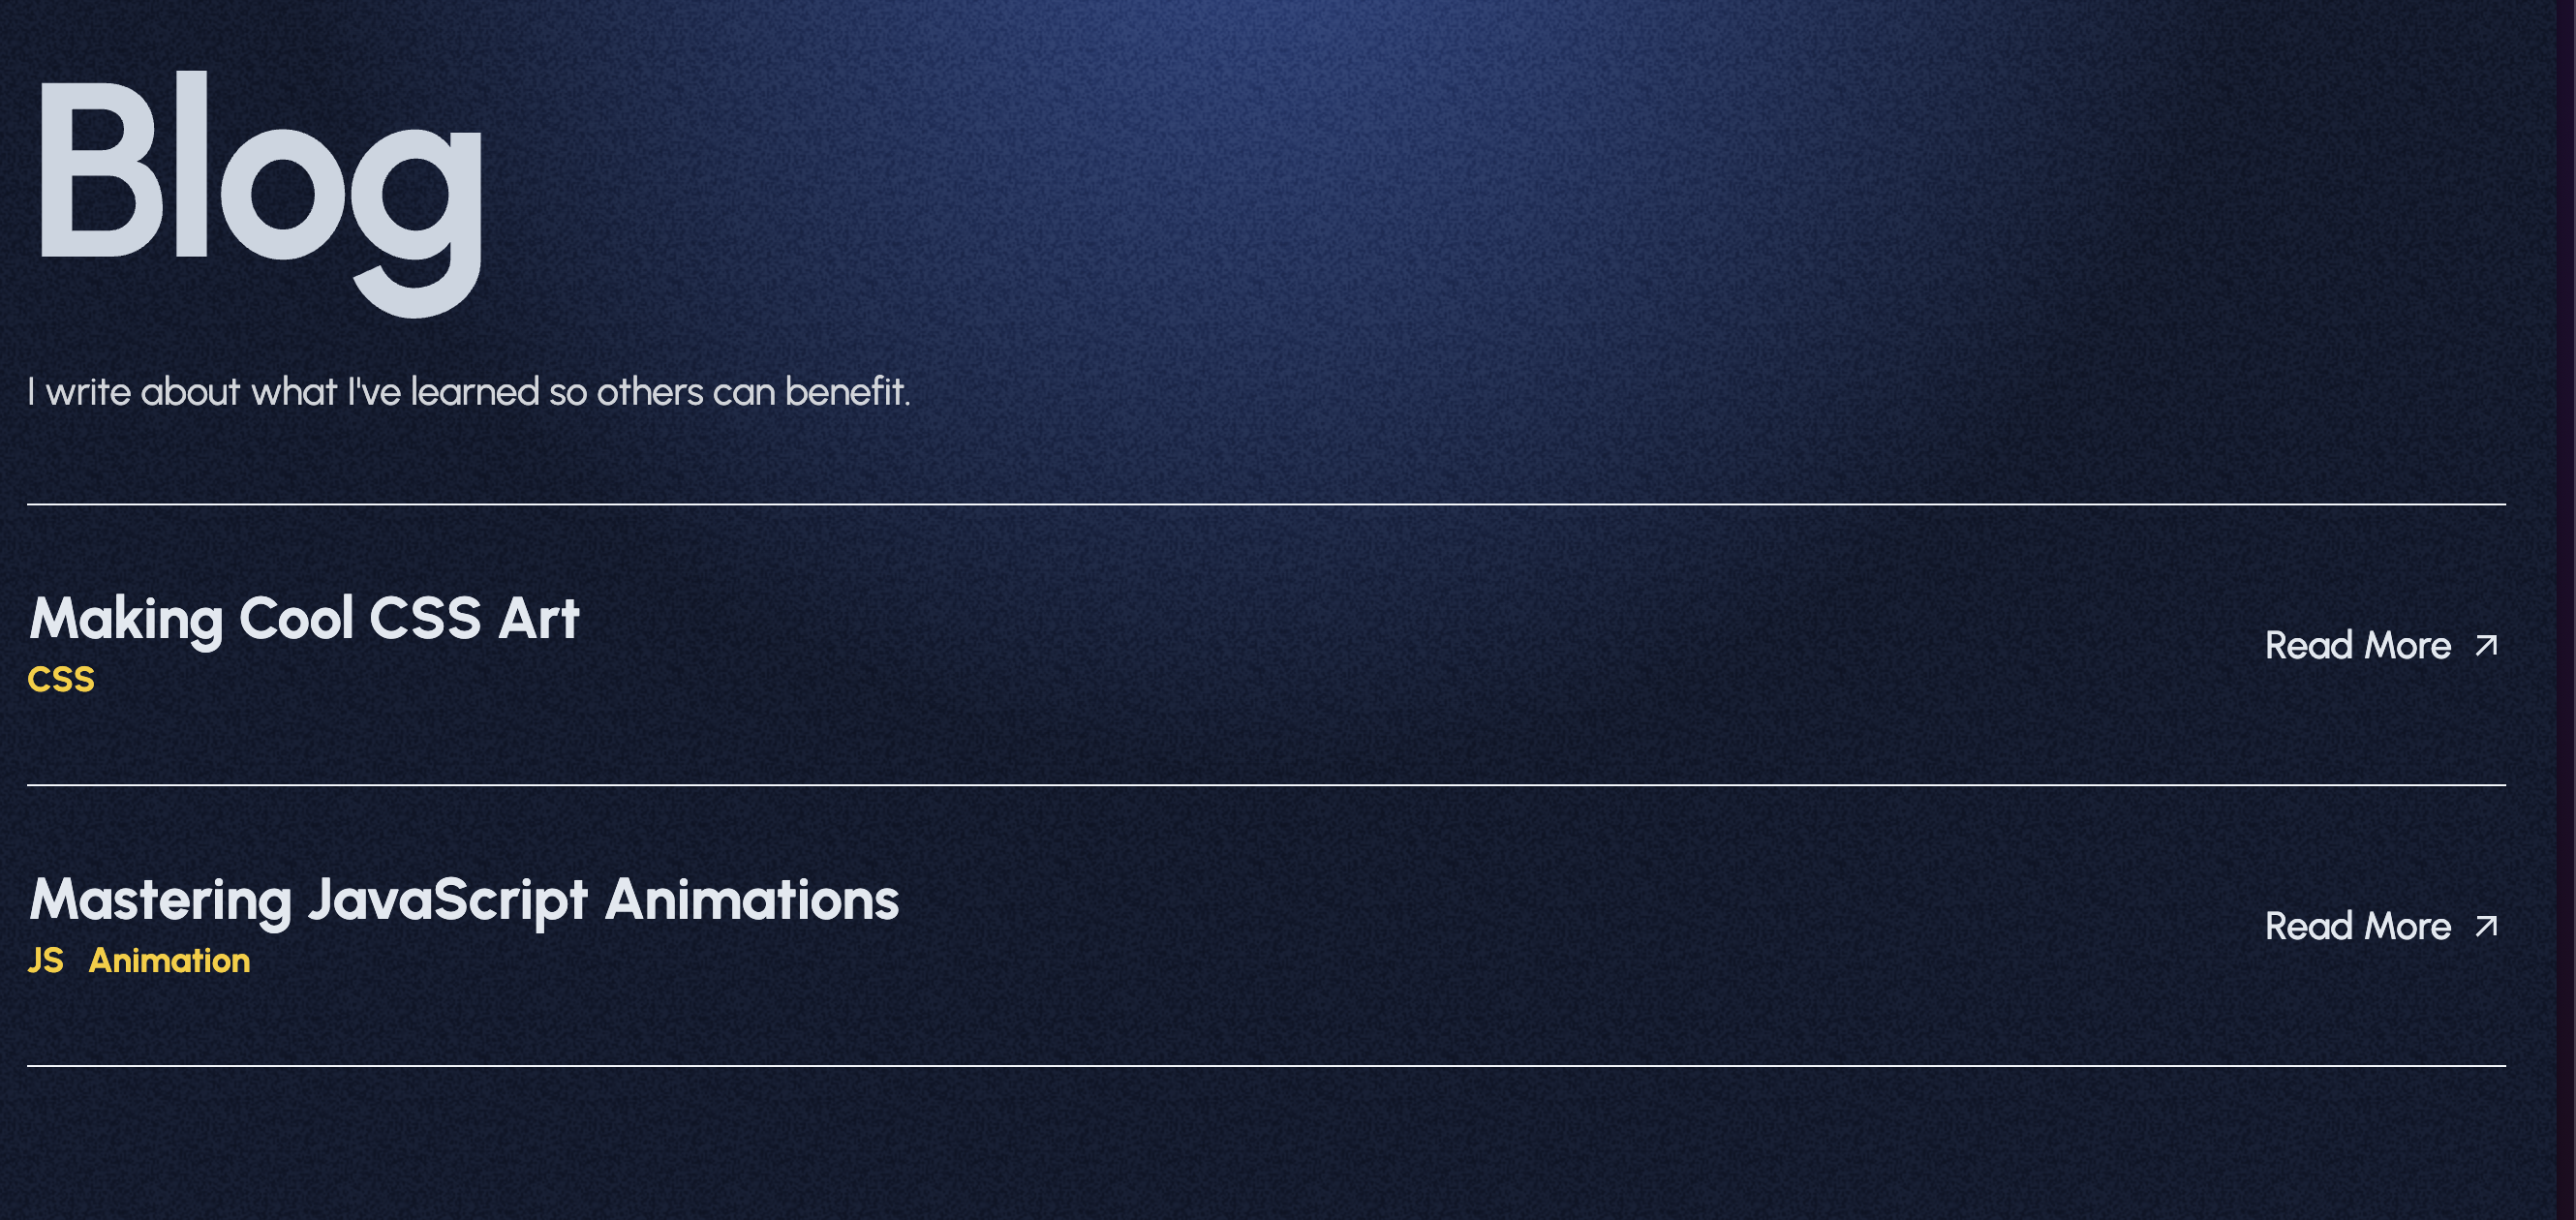 Blog
I write about what I've learned so others can benefit.
Making Cool CSS Art
CSS
Read More
Mastering JavaScript Animations
JS Animation
Read More